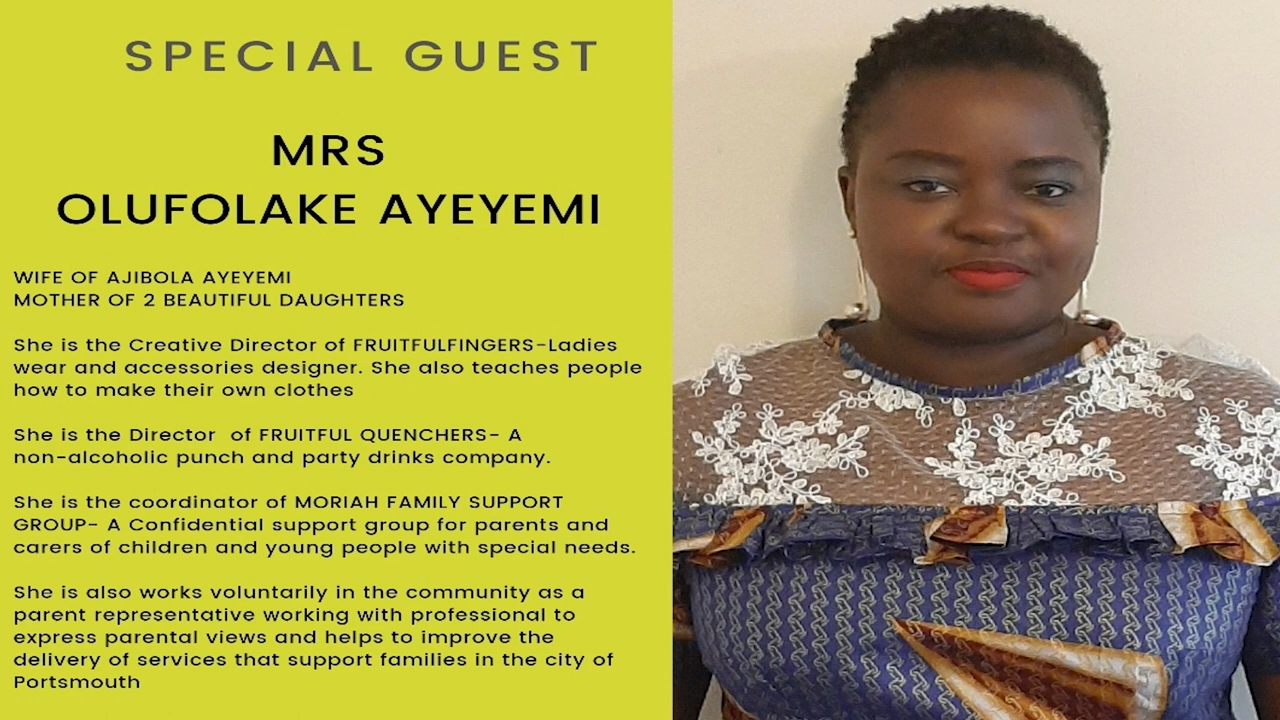 SPECIAL GUEST
MRS
OLUFOLAKE AYEYEMI
WIFE OF AJIBOLA AYEYEMI
MOTHER OF 2 BEAUTIFUL DAUGHTERS
She is the Creative Director of FRUITFULFINGERS-Ladies
wear and accessories designer. She also teaches people
how to make their own clothes
She is the Director of FRUITFUL QUENCHERS- A
non-alcoholic punch and party drinks company.
She is the coordinator of MORIAH FAMILY SUPPORT
GROUP- A Confidential support group for parents and
carers of children and young people with special needs.
She is also works voluntarily in the community as a
parent representative working with professional to
express parental views and helps to improve the
delivery of services that support families in the city of
Portsmouth